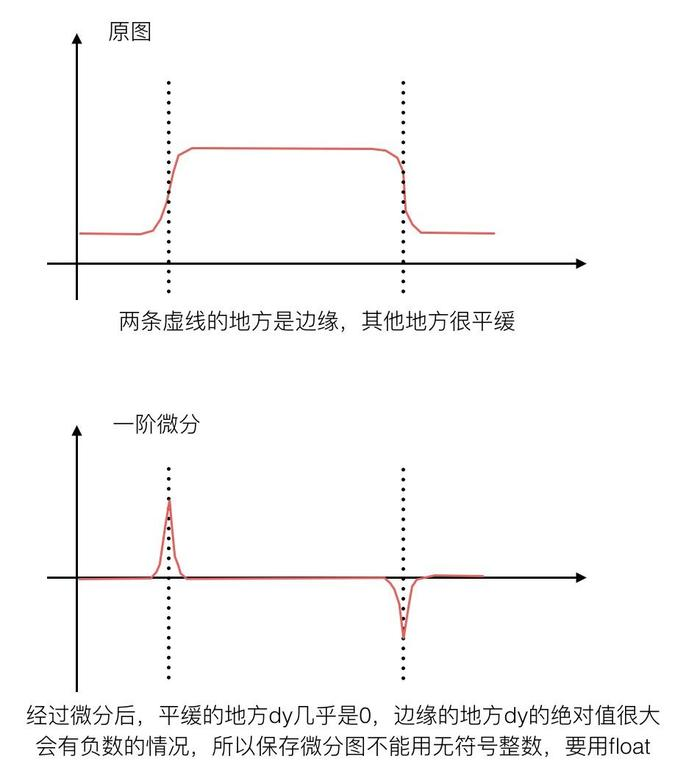 原图
两条虚线的地方是边缘，其他地方很平缓
一阶微分
经过微分后，平缓的地方dy几乎是0，边缘的地方dy的绝对值很大
会有负数的情况，所以保存微分图不能用无符号整数，要用float